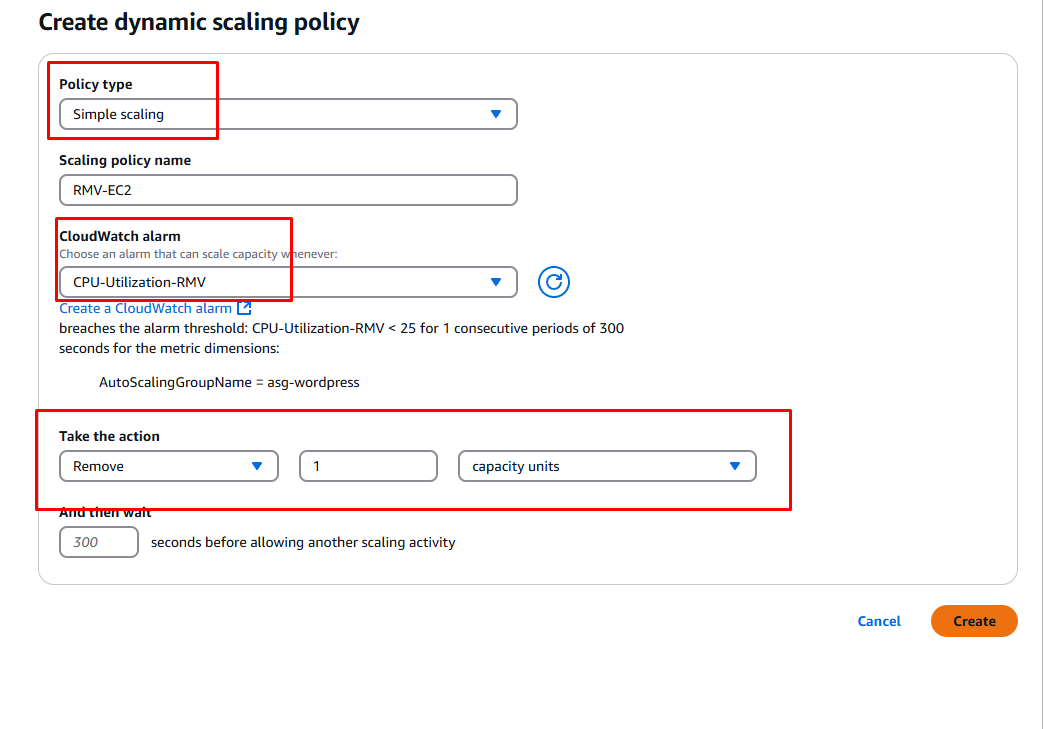 Create dynamic scaling policy
Policy type
Simple scaling
Scaling policy name
RMV-EC2
CloudWatch alarm
Choose an alarm that can scale capacity whenever:
CPU-Utilization-RMV
Create a CloudWatch alarm
breaches the alarm threshold: CPU-Utilization-RMV < 25 for 1 consecutive periods of 300
seconds for the metric dimensions:
AutoScalingGroupName = asg-wordpress
Take the action
Remove 1 capacity units
And then wait
300 seconds before allowing another scaling activity
Cancel Create